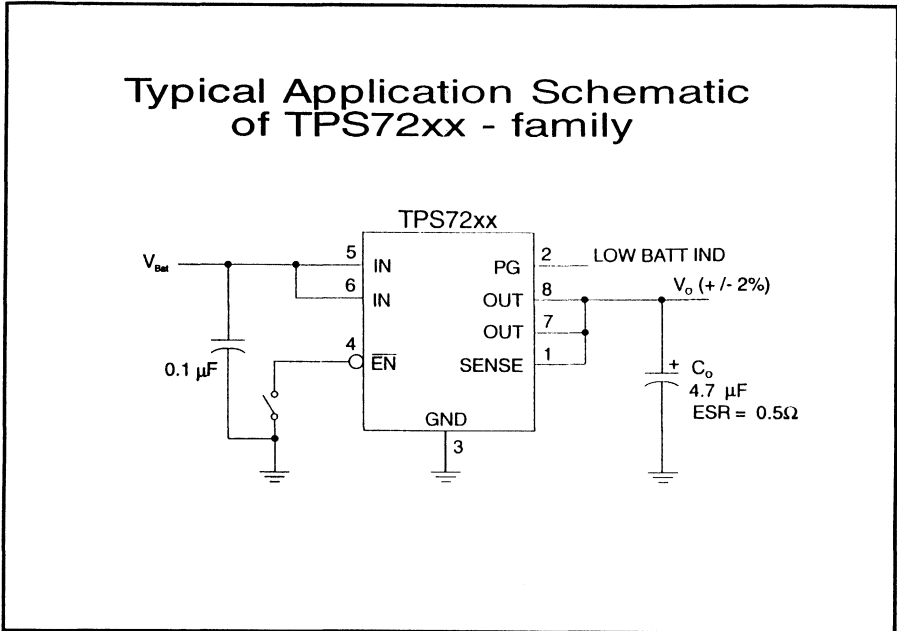 Typical Application Schematic
of TPS72xx - family
TPS72xx
V_Bat
5
IN
6
IN
4
E̅N̅
0.1 µF
GND
3
PG
2
LOW BATT IND
OUT
8
V_o (+/- 2%)
OUT
7
SENSE
1
+ C_o
4.7 µF
ESR = 0.5Ω